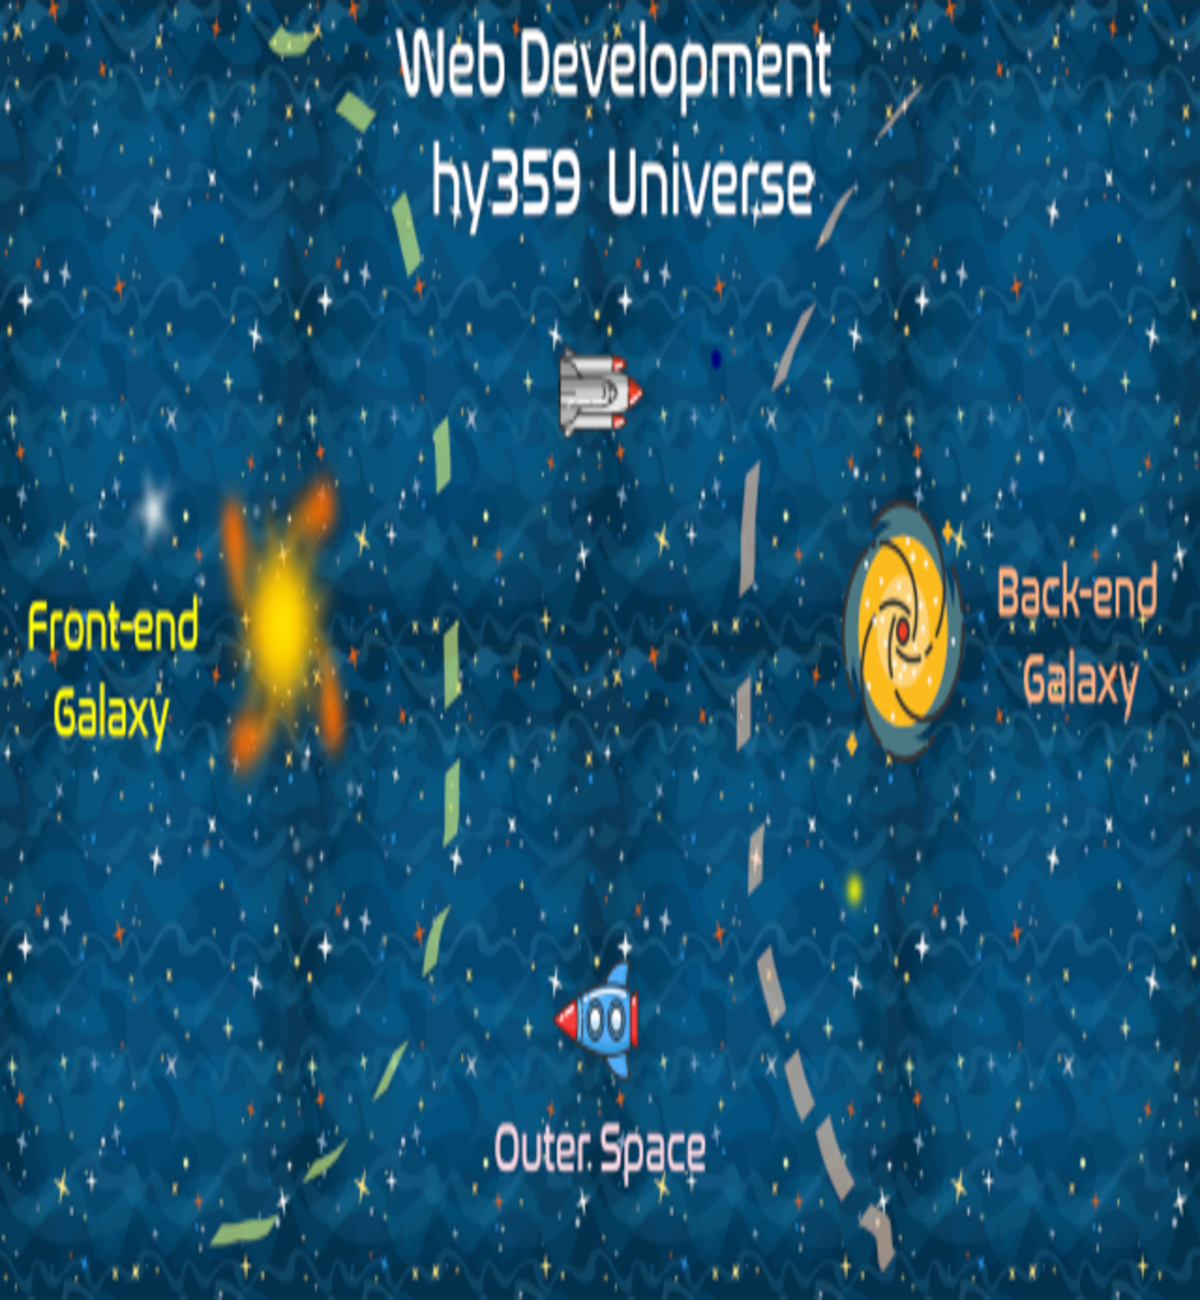 Web Development
hy359 Universe
Front-end
Galaxy
Back-end
Galaxy
Outer Space